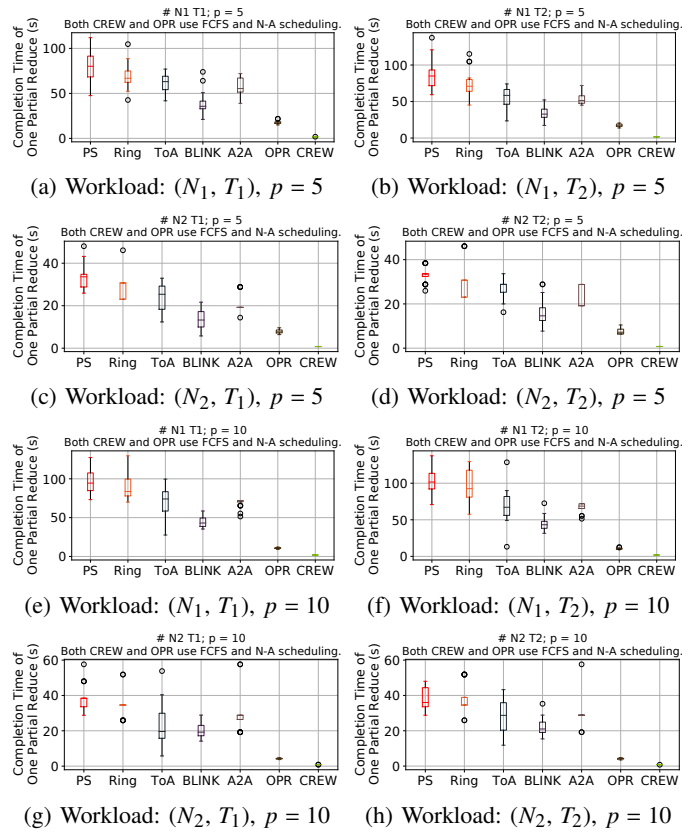 # N1 T1; p = 5
Both CREW and OPR use FCFS and N-A scheduling.
Completion Time of
One Partial Reduce (s)
100
50
0
PS Ring ToA BLINK A2A OPR CREW
(a) Workload: (N1, T1), p = 5
# N1 T2; p = 5
Both CREW and OPR use FCFS and N-A scheduling.
Completion Time of
One Partial Reduce (s)
100
50
0
PS Ring ToA BLINK A2A OPR CREW
(b) Workload: (N1, T2), p = 5
# N2 T1; p = 5
Both CREW and OPR use FCFS and N-A scheduling.
Completion Time of
One Partial Reduce (s)
40
20
0
PS Ring ToA BLINK A2A OPR CREW
(c) Workload: (N2, T1), p = 5
# N2 T2; p = 5
Both CREW and OPR use FCFS and N-A scheduling.
Completion Time of
One Partial Reduce (s)
40
20
0
PS Ring ToA BLINK A2A OPR CREW
(d) Workload: (N2, T2), p = 5
# N1 T1; p = 10
Both CREW and OPR use FCFS and N-A scheduling.
Completion Time of
One Partial Reduce (s)
100
50
0
PS Ring ToA BLINK A2A OPR CREW
(e) Workload: (N1, T1), p = 10
# N1 T2; p = 10
Both CREW and OPR use FCFS and N-A scheduling.
Completion Time of
One Partial Reduce (s)
100
50
0
PS Ring ToA BLINK A2A OPR CREW
(f) Workload: (N1, T2), p = 10
# N2 T1; p = 10
Both CREW and OPR use FCFS and N-A scheduling.
Completion Time of
One Partial Reduce (s)
60
40
20
0
PS Ring ToA BLINK A2A OPR CREW
(g) Workload: (N2, T1), p = 10
# N2 T2; p = 10
Both CREW and OPR use FCFS and N-A scheduling.
Completion Time of
One Partial Reduce (s)
60
40
20
0
PS Ring ToA BLINK A2A OPR CREW
(h) Workload: (N2, T2), p = 10